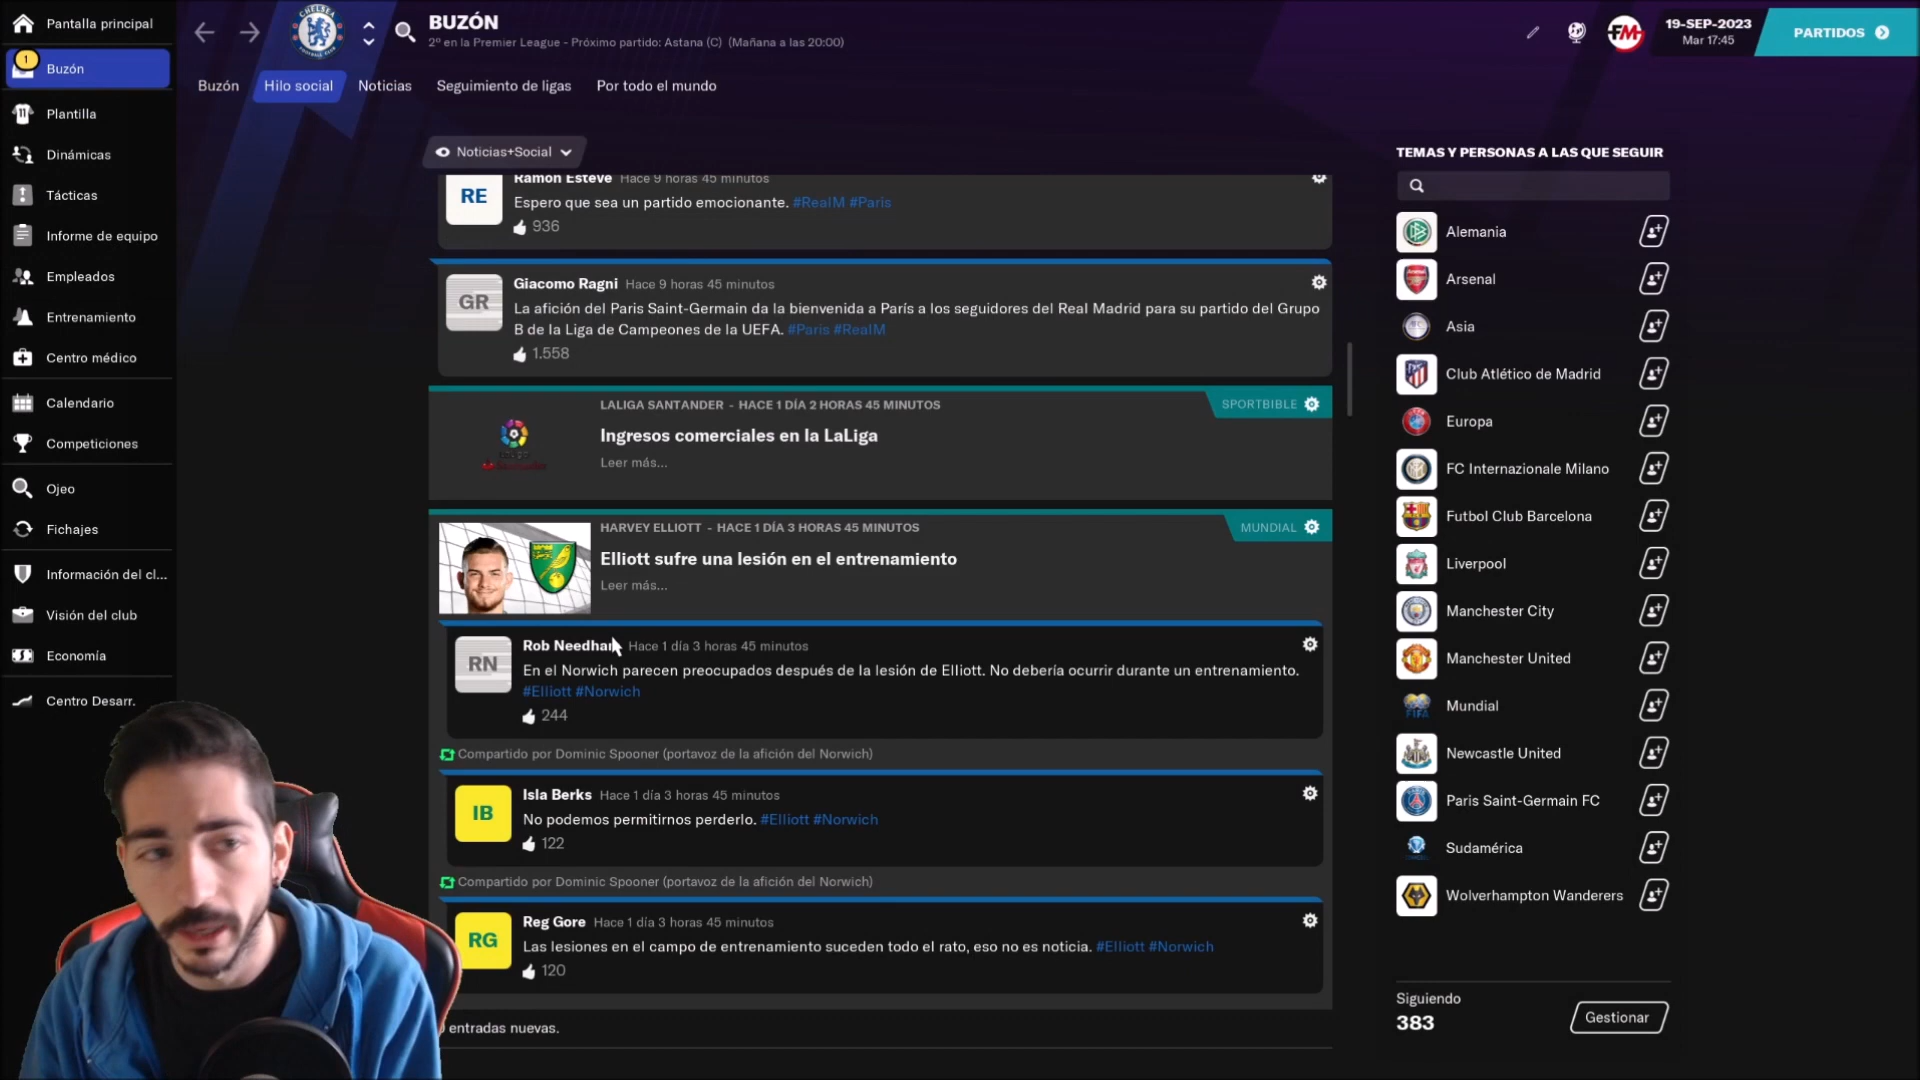 Pantalla principal
1
Buzón
Plantilla
Dinámicas
Tácticas
Informe de equipo
Empleados
Entrenamiento
Centro médico
Calendario
Competiciones
Ojeo
Fichajes
Información del cl...
Visión del club
Economía
Centro Desarr.
BUZÓN
2º en la Premier League - Próximo partido: Astana (C) (Mañana a las 20:00)
FM
19-SEP-2023
Mar 17:45
PARTIDOS
Buzón
Hilo social
Noticias
Seguimiento de ligas
Por todo el mundo
Noticias+Social
RE
Ramón Esteve Hace 9 horas 45 minutos
Espero que sea un partido emocionante. #RealM #Paris
936
GR
Giacomo Ragni Hace 9 horas 45 minutos
La afición del Paris Saint-Germain da la bienvenida a París a los seguidores del Real Madrid para su partido del Grupo
B de la Liga de Campeones de la UEFA. #Paris #RealM
1.558
LALIGA SANTANDER - HACE 1 DÍA 2 HORAS 45 MINUTOS
SPORTBIBLE
Ingresos comerciales en la LaLiga
Leer más...
HARVEY ELLIOTT - HACE 1 DÍA 3 HORAS 45 MINUTOS
MUNDIAL
Elliott sufre una lesión en el entrenamiento
Leer más...
RN
Rob Needham Hace 1 día 3 horas 45 minutos
En el Norwich parecen preocupados después de la lesión de Elliott. No debería ocurrir durante un entrenamiento.
#Elliott #Norwich
244
Compartido por Dominic Spooner (portavoz de la afición del Norwich)
IB
Isla Berks Hace 1 día 3 horas 45 minutos
No podemos permitirnos perderlo. #Elliott #Norwich
122
Compartido por Dominic Spooner (portavoz de la afición del Norwich)
RG
Reg Gore Hace 1 día 3 horas 45 minutos
Las lesiones en el campo de entrenamiento suceden todo el rato, eso no es noticia. #Elliott #Norwich
120
entradas nuevas.
TEMAS Y PERSONAS A LAS QUE SEGUIR
Alemania
Arsenal
Asia
Club Atlético de Madrid
Europa
FC Internazionale Milano
Futbol Club Barcelona
Liverpool
Manchester City
Manchester United
Mundial
Newcastle United
Paris Saint-Germain FC
Sudamérica
Wolverhampton Wanderers
Siguiendo
383
Gestionar